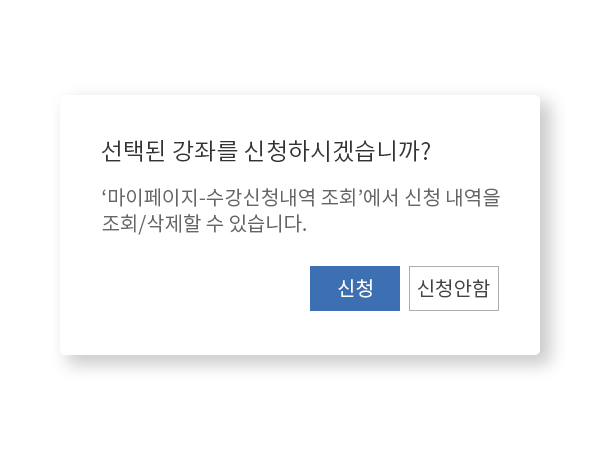 선택된 강좌를 신청하시겠습니까?
‘마이페이지-수강신청내역 조회’에서 신청 내역을
조회/삭제할 수 있습니다.
신청 신청안함